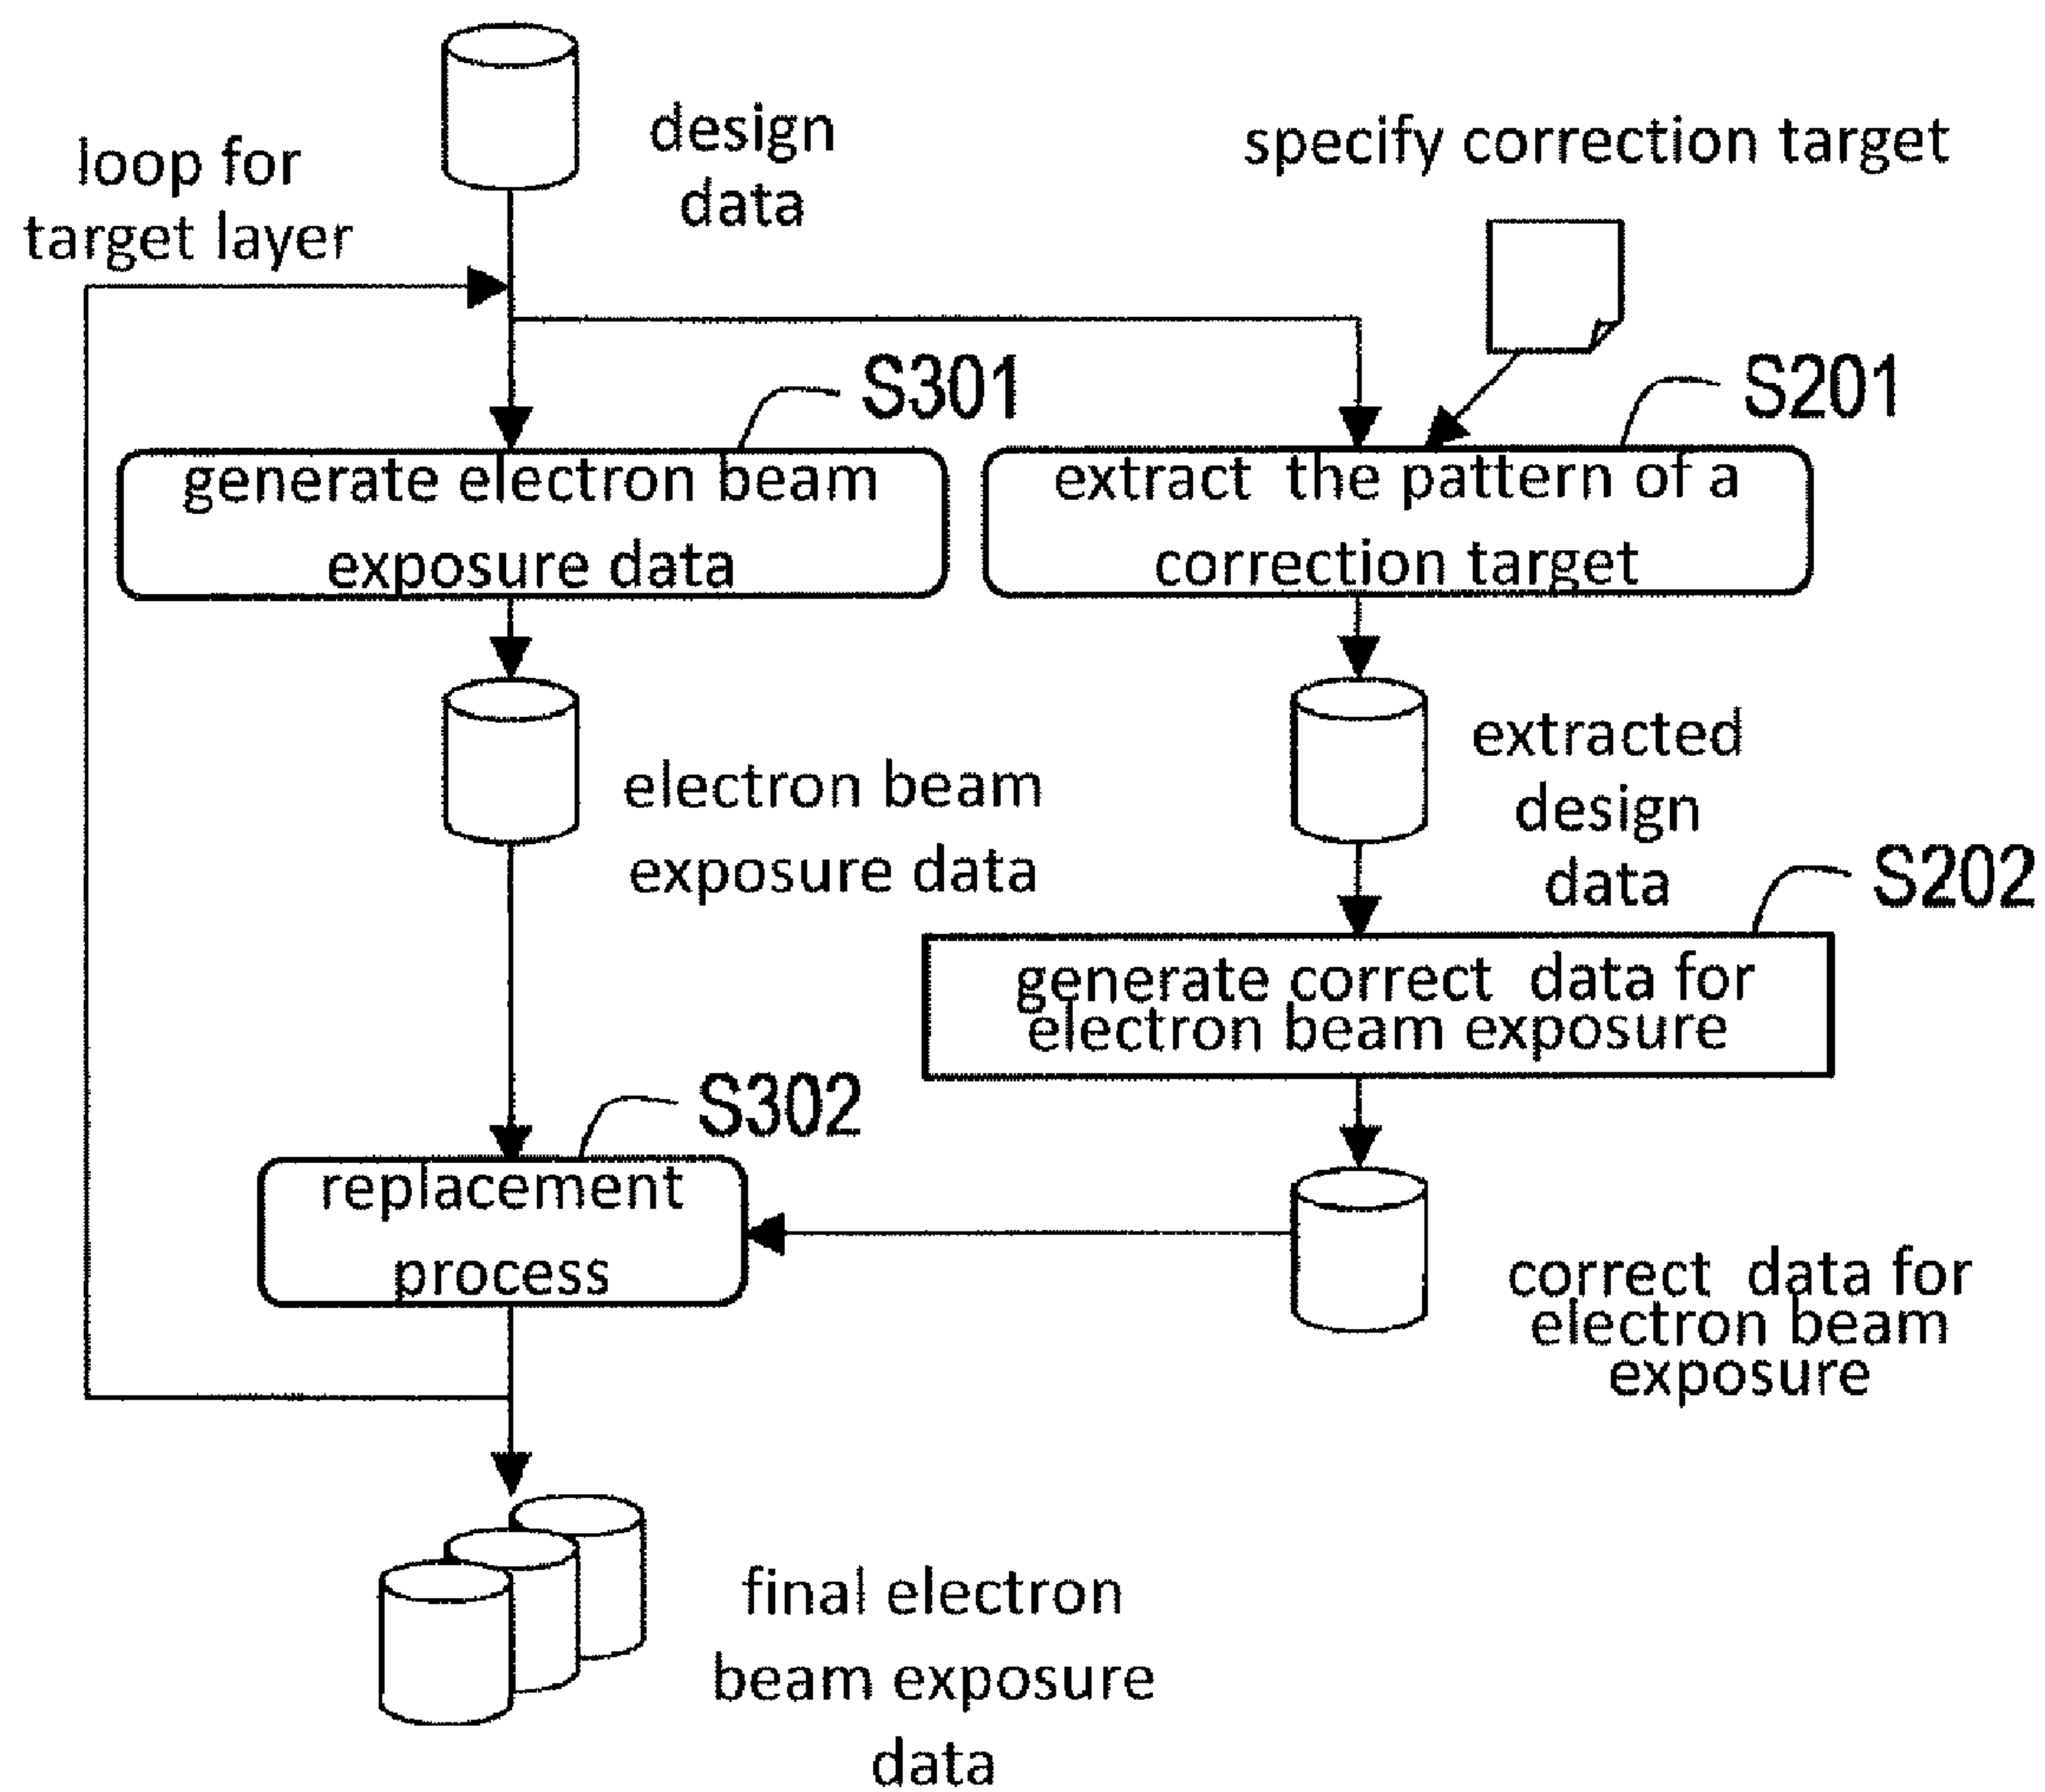 design
data
loop for
target layer
specify correction target
S301
S201
generate electron beam
exposure data
extract the pattern of a
correction target
electron beam
exposure data
extracted
design
data
S202
generate correct data for
electron beam exposure
S302
replacement
process
correct data for
electron beam
exposure
final electron
beam exposure
data